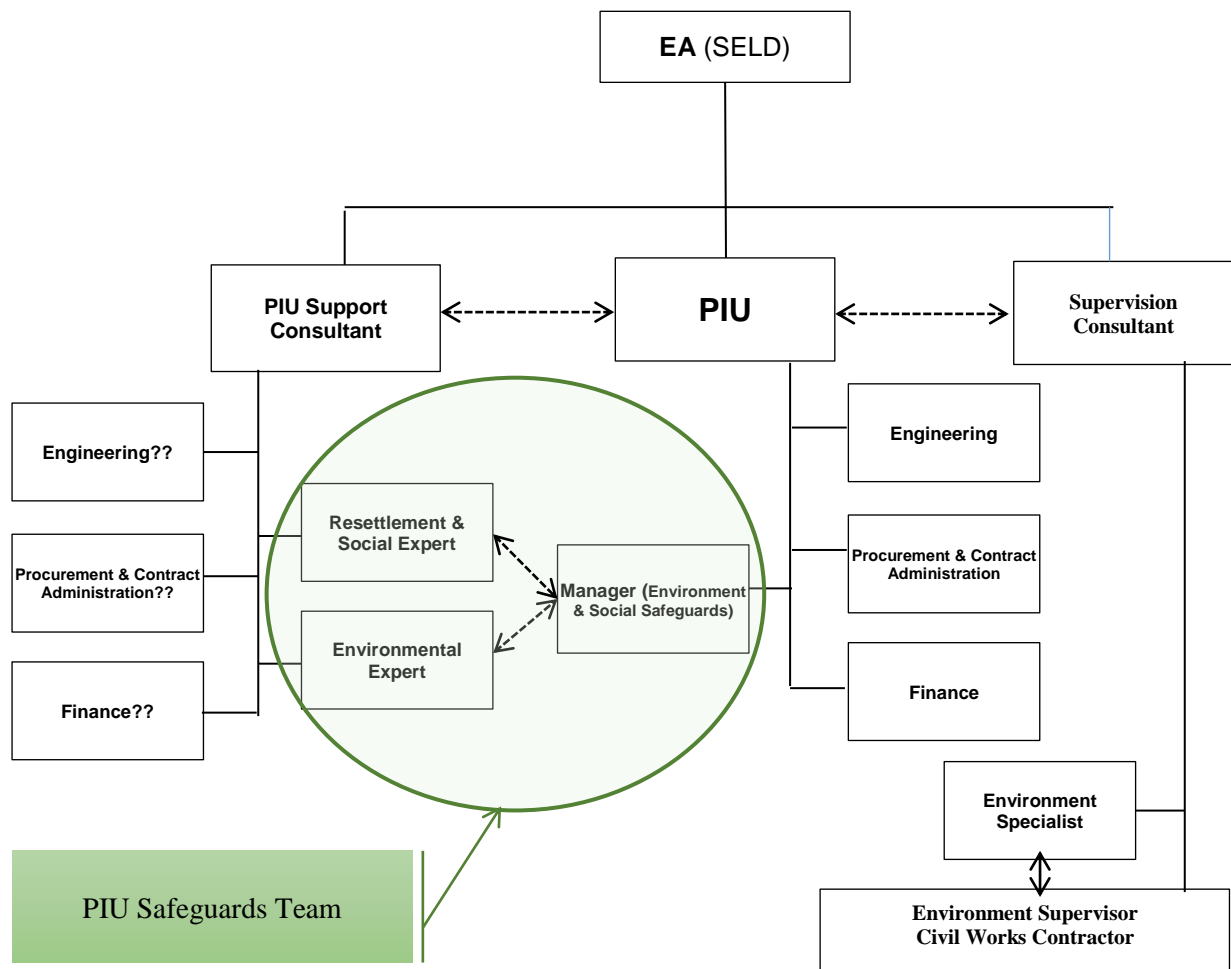 EA (SELD)
PIU Support
Consultant
PIU
Supervision
Consultant
Engineering??
Engineering
Resettlement &
Social Expert
Procurement & Contract
Administration??
Manager (Environment
& Social Safeguards)
Procurement & Contract
Administration
Environmental
Expert
Finance??
Finance
Environment
Specialist
PIU Safeguards Team
Environment Supervisor
Civil Works Contractor